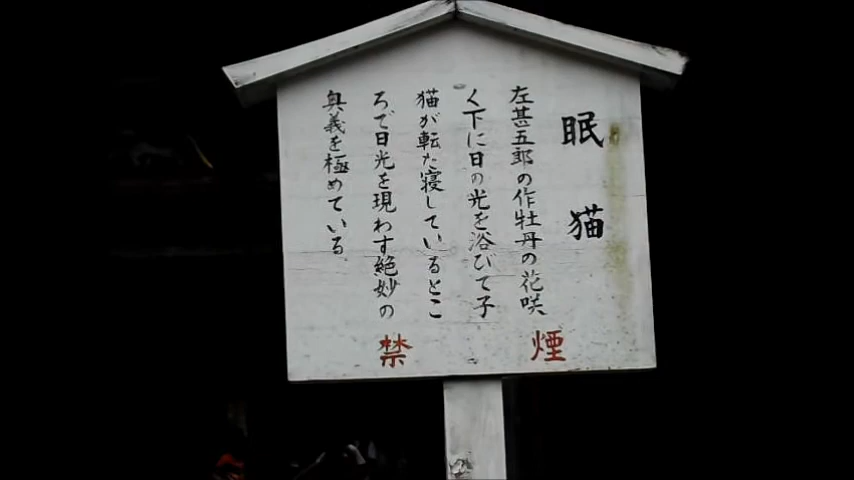 眠猫
左甚五郎の作牡丹の花咲
く下に日の光を浴びて子
猫が転た寝しているとこ
ろで日光を現わす絶妙の
奥義を極めている。
煙禁